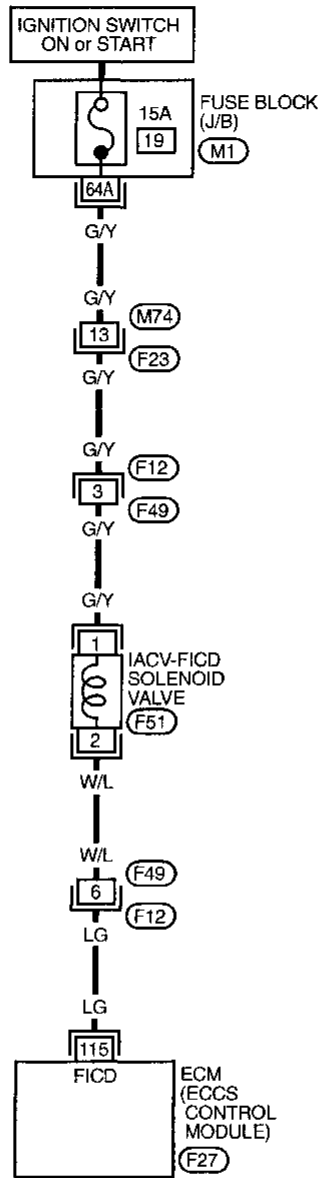 IGNITION SWITCH
ON or START
FUSE BLOCK
(J/B)
15A
19
M1
64A
G/Y
G/Y
M74
13
F23
G/Y
G/Y
F12
3
F49
G/Y
G/Y
1
IACV-FICD
SOLENOID
VALVE
F51
2
W/L
W/L
F49
6
F12
LG
LG
115
FICD
ECM
(ECCS
CONTROL
MODULE)
F27